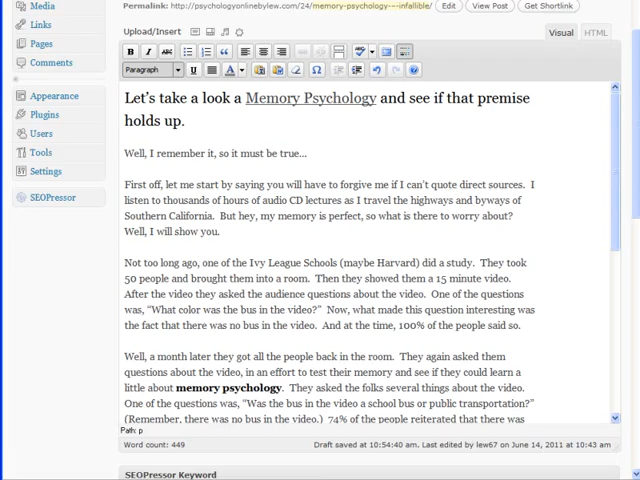 Media
Links
Pages
Comments
Appearance
Plugins
Users
Tools
Settings
SEOPressor
Permalink: http://psychologyonlinebylew.com/24/memory-psychology---infallible/ Edit View Post Get Shortlink
Upload/Insert Visual HTML
B I ABC ABC
Paragraph U A Ω
Let's take a look a Memory Psychology and see if that premise
holds up.
Well, I remember it, so it must be true...
First off, let me start by saying you will have to forgive me if I can't quote direct sources. I
listen to thousands of hours of audio CD lectures as I travel the highways and byways of
Southern California. But hey, my memory is perfect, so what is there to worry about?
Well, I will show you.
Not too long ago, one of the Ivy League Schools (maybe Harvard) did a study. They took
50 people and brought them into a room. Then they showed them a 15 minute video.
After the video they asked the audience questions about the video. One of the questions
was, "What color was the bus in the video?" Now, what made this question interesting was
the fact that there was no bus in the video. And at the time, 100% of the people said so.
Well, a month later they got all the people back in the room. They again asked them
questions about the video, in an effort to test their memory and see if they could learn a
little about memory psychology. They asked the folks several things about the video.
One of the questions was, "Was the bus in the video a school bus or public transportation?"
(Remember, there was no bus in the video.) 74% of the people reiterated that there was
Path: p
Word count: 449 Draft saved at 10:54:40 am. Last edited by lew67 on June 14, 2011 at 10:43 am
SEOPressor Keyword